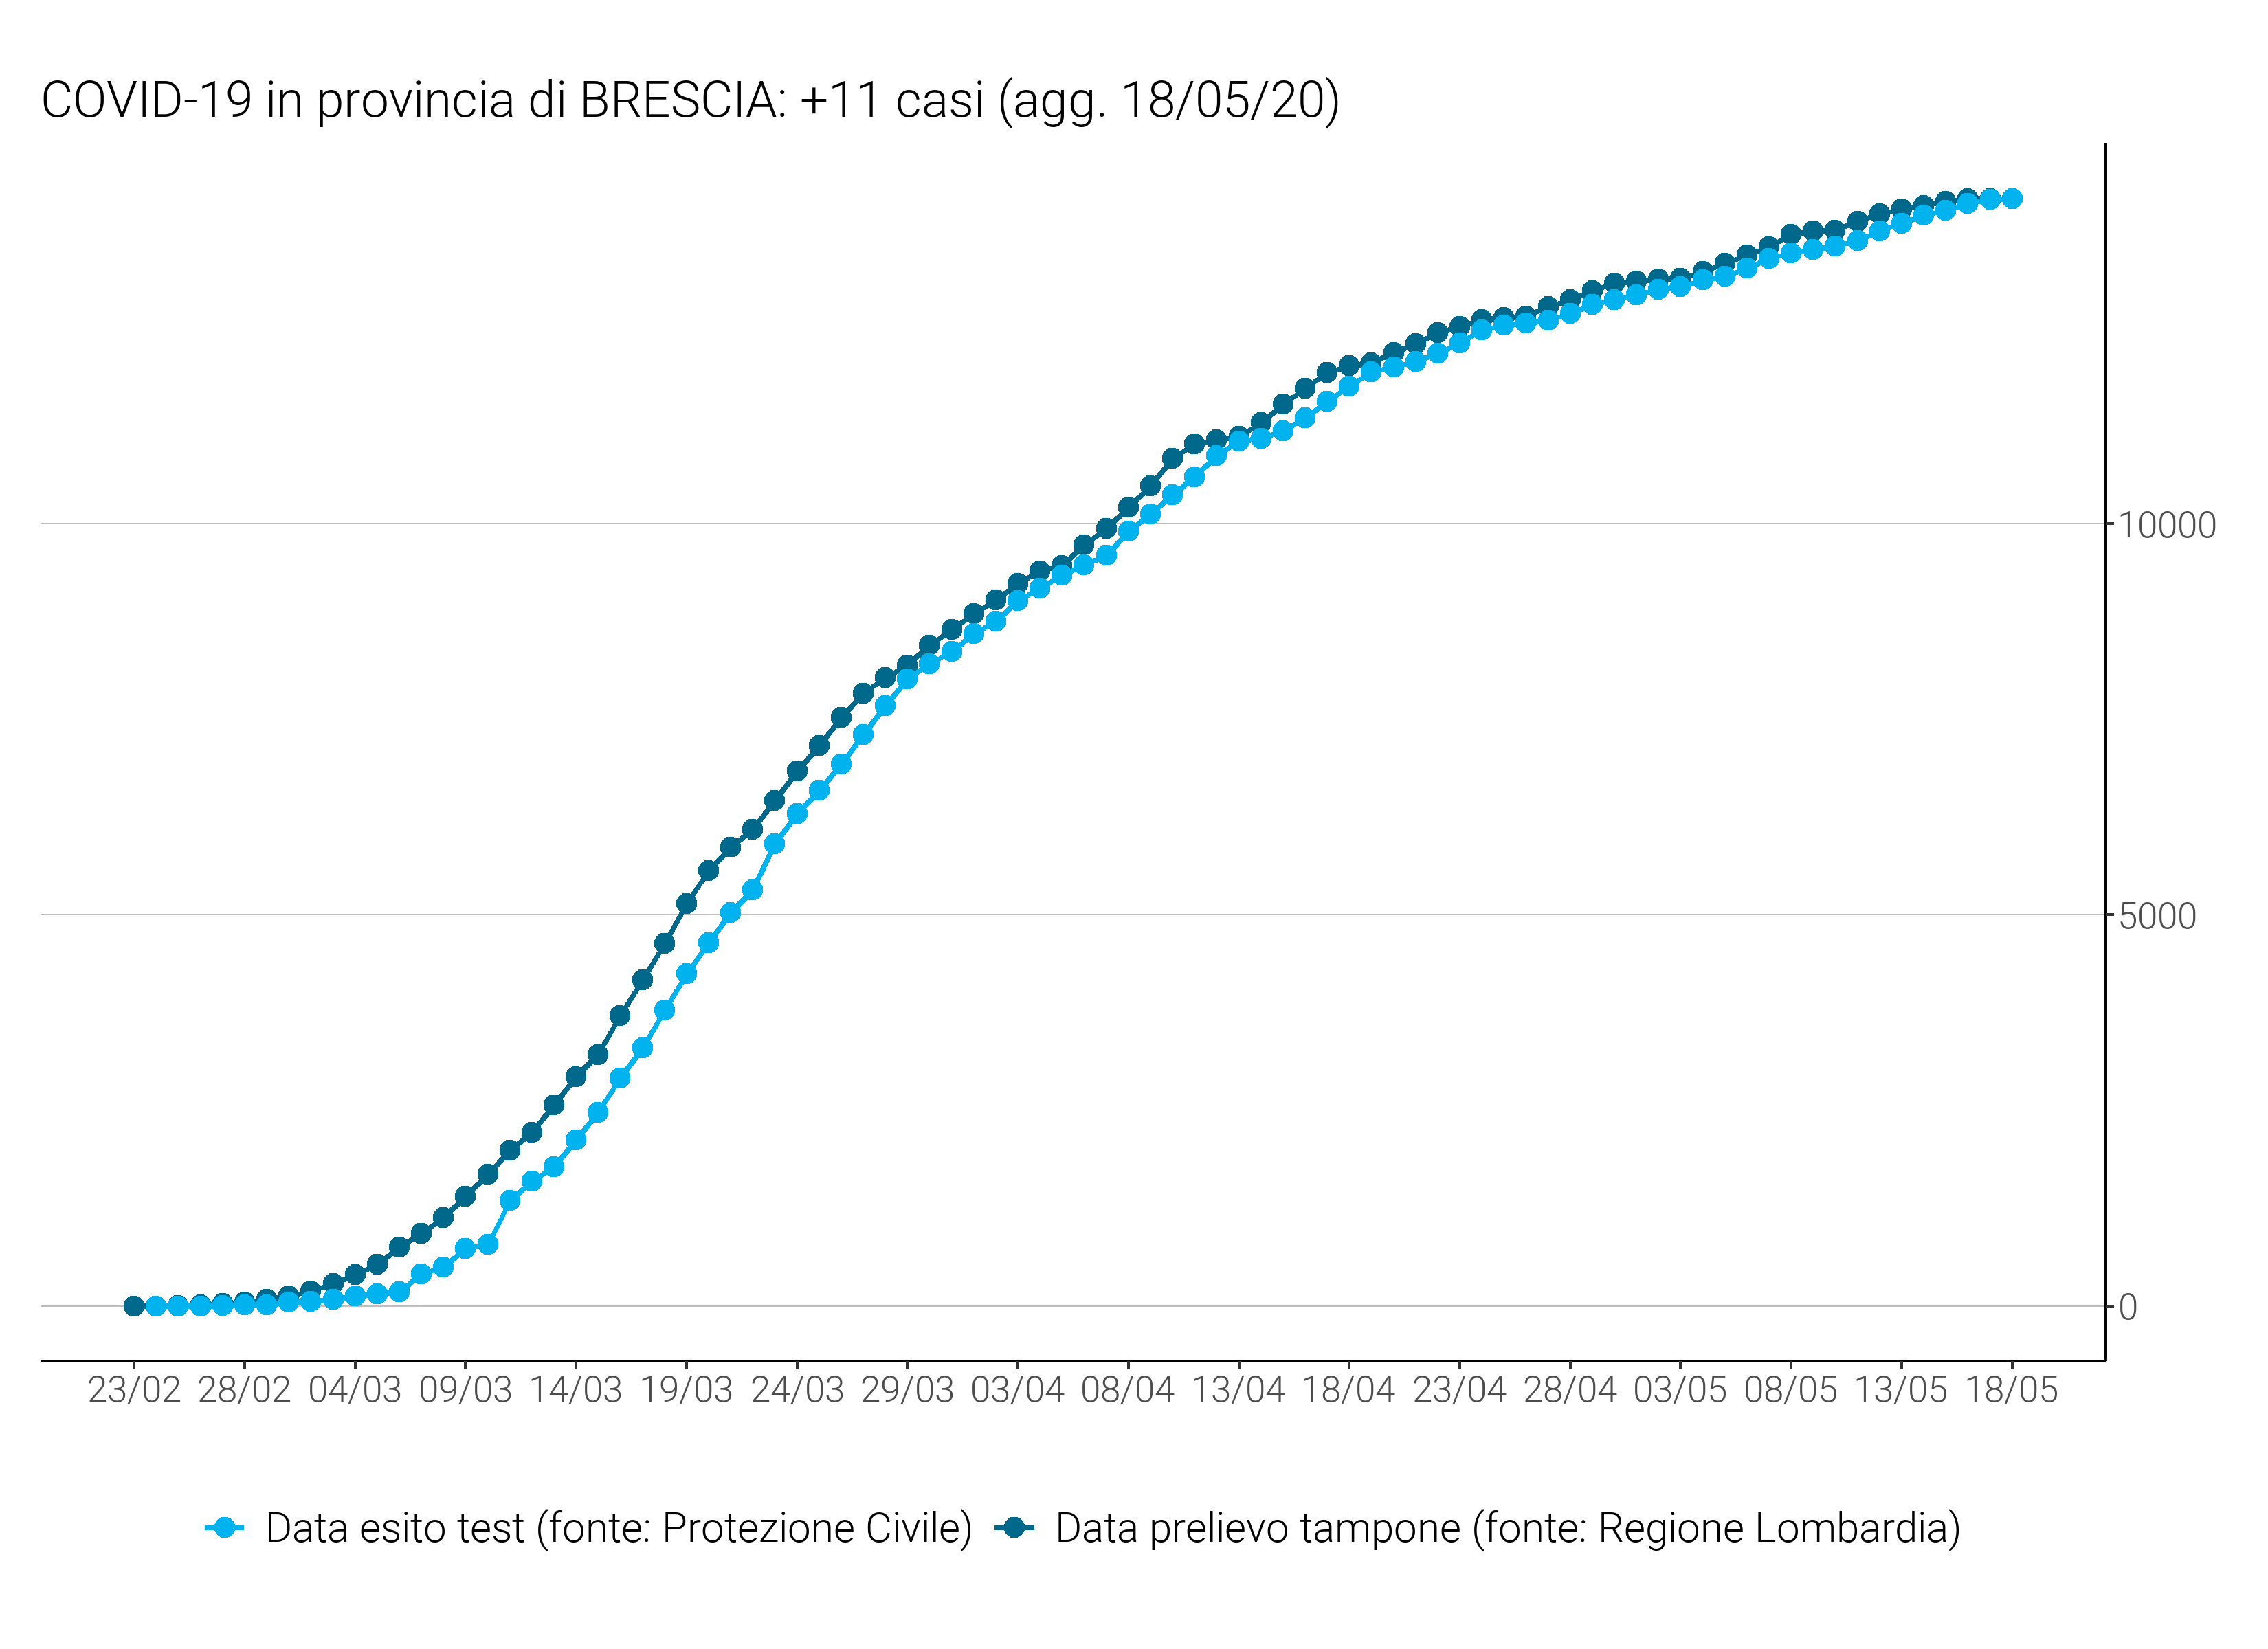 COVID-19 in provincia di BRESCIA: +11 casi (agg. 18/05/20)
10000
5000
0
23/02 28/02 04/03 09/03 14/03 19/03 24/03 29/03 03/04 08/04 13/04 18/04 23/04 28/04 03/05 08/05 13/05 18/05
Data esito test (fonte: Protezione Civile) Data prelievo tampone (fonte: Regione Lombardia)